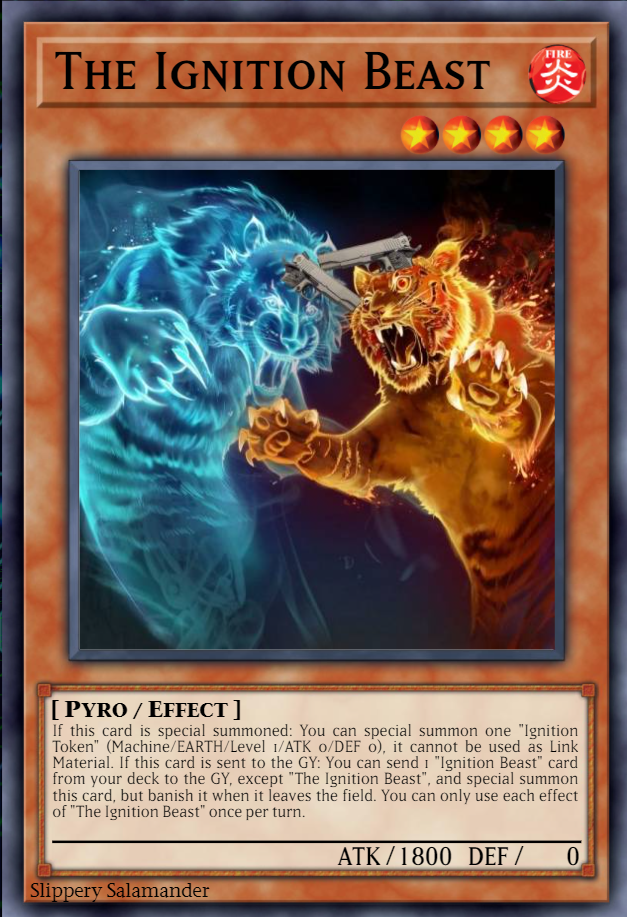 The Ignition Beast
FIRE
炎
[ Pyro / Effect ]
If this card is special summoned: You can special summon one "Ignition
Token" (Machine/EARTH/Level 1/ATK 0/DEF 0), it cannot be used as Link
Material. If this card is sent to the GY: You can send 1 "Ignition Beast" card
from your deck to the GY, except "The Ignition Beast", and special summon
this card, but banish it when it leaves the field. You can only use each effect
of "The Ignition Beast" once per turn.
ATK / 1800 DEF / 0
Slippery Salamander